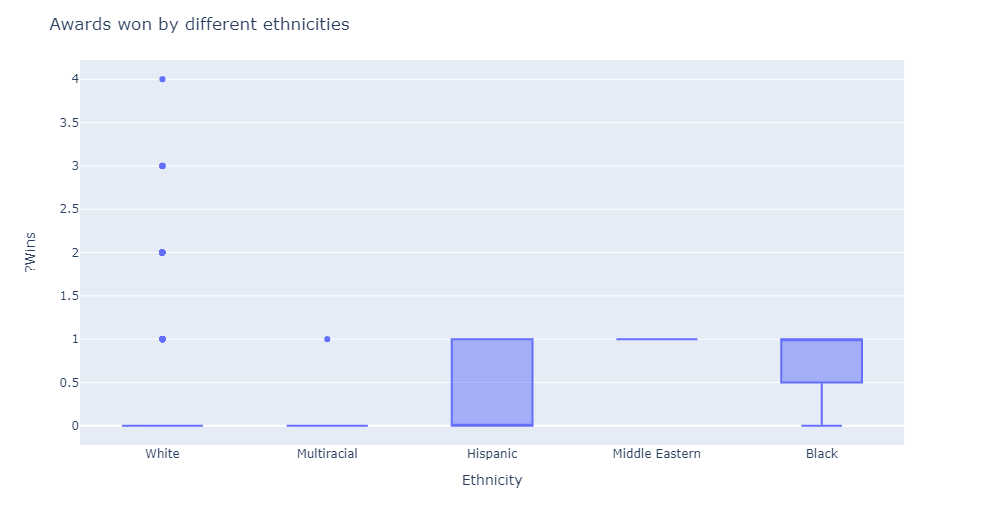 Awards won by different ethnicities
?Wins
4
3.5
3
2.5
2
1.5
1
0.5
0
White Multiracial Hispanic Middle Eastern Black
Ethnicity